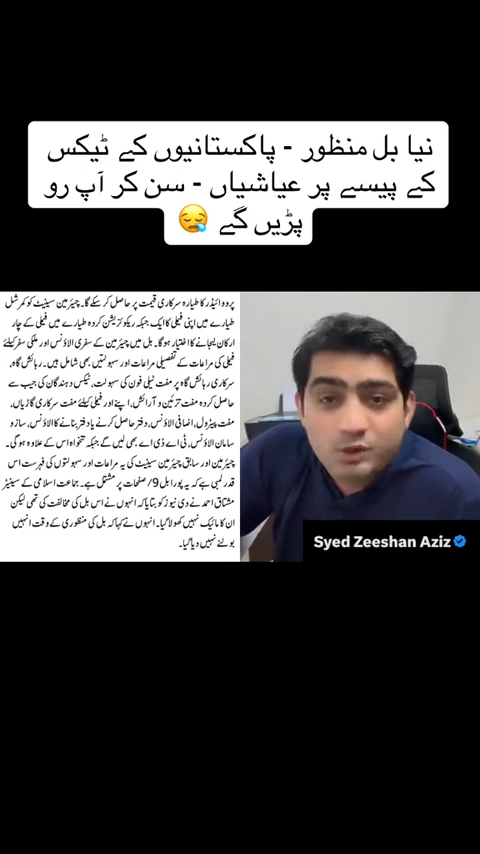 نیا بل منظور - پاکستانیوں کے ٹیکس
کے پیسے پر عیاشیاں - سن کر آپ رو
پڑیں گے 😪
پرووائیڈر کا طیارہ سرکاری قیمت پر حاصل کر سکے گا۔ چیئرمین سینیٹ کو کمرشل
طیارے میں اپنی فیملی کا ایک جبکہ ریکوئزیشن کردہ طیارے میں فیملی کے چار
ارکان لیجانے کا اختیار ہوگا۔ بل میں چیئرمین کے سفری الاؤنس اور ملکی سفر کیلئے
فیملی کی مراعات کے تفصیلی مراعات اور سہولتیں بھی شامل ہیں۔ رہائش گاہ،
سرکاری رہائش گاہ پر مفت ٹیلی فون کی سہولت، ٹیکس دہندگان کی جیب سے
حاصل کردہ مفت تزئین و آرائش، اپنے اور فیملی کیلئے مفت سرکاری گاڑیاں،
مفت پیٹرول، اضافی الاؤنس، دفتر حاصل کرنے یا دفتر بنانے کا الاؤنس، ساز و
سامان الاؤنس، ٹی اے ڈی اے بھی لیں گے جبکہ تنخواہ اس کے علاوہ ہوگی۔
چیئرمین اور سابق چیئرمین سینیٹ کی یہ مراعات اور سہولتوں کی فہرست اس
قدر لمبی ہے کہ یہ پورا بل 9/ صفحات پر مشتمل ہے۔ جماعت اسلامی کے سینیٹر
مشتاق احمد نے دی نیوز کو بتایا کہ انہوں نے اس بل کی مخالفت کی تھی لیکن
ان کا مائیک نہیں کھولا گیا۔ انہوں نے کہا کہ بل کی منظوری کے وقت انہیں
بولنے نہیں دیا گیا۔
Syed Zeeshan Aziz